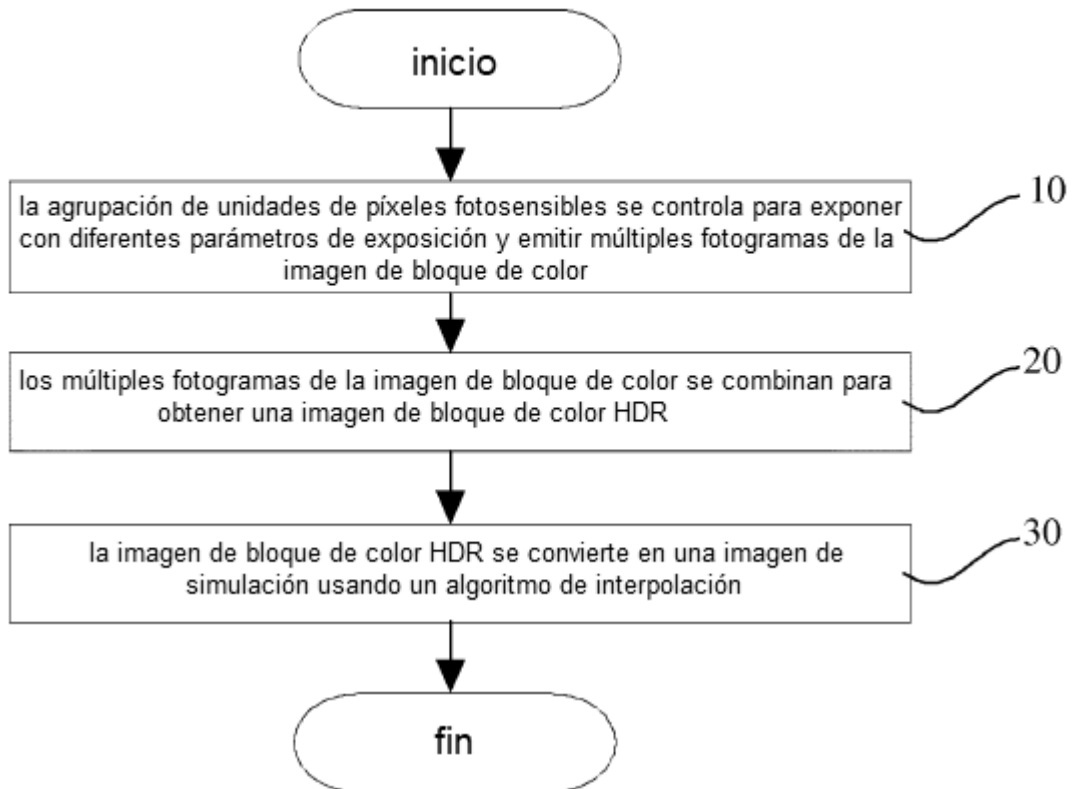 inicio
la agrupación de unidades de píxeles fotosensibles se controla para exponer
con diferentes parámetros de exposición y emitir múltiples fotogramas de la
imagen de bloque de color
10
los múltiples fotogramas de la imagen de bloque de color se combinan para
obtener una imagen de bloque de color HDR
20
la imagen de bloque de color HDR se convierte en una imagen de
simulación usando un algoritmo de interpolación
30
fin